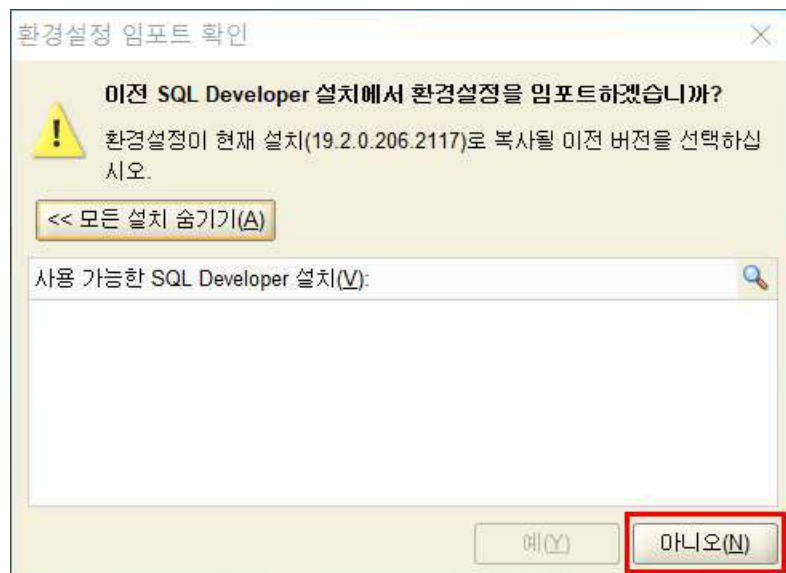 환경설정 임포트 확인
이전 SQL Developer 설치에서 환경설정을 임포트하겠습니까?
환경설정이 현재 설치(19.2.0.206.2117)로 복사될 이전 버전을 선택하십
시오.
<< 모든 설치 숨기기(A)
사용 가능한 SQL Developer 설치(V):
예(Y) 아니오(N)